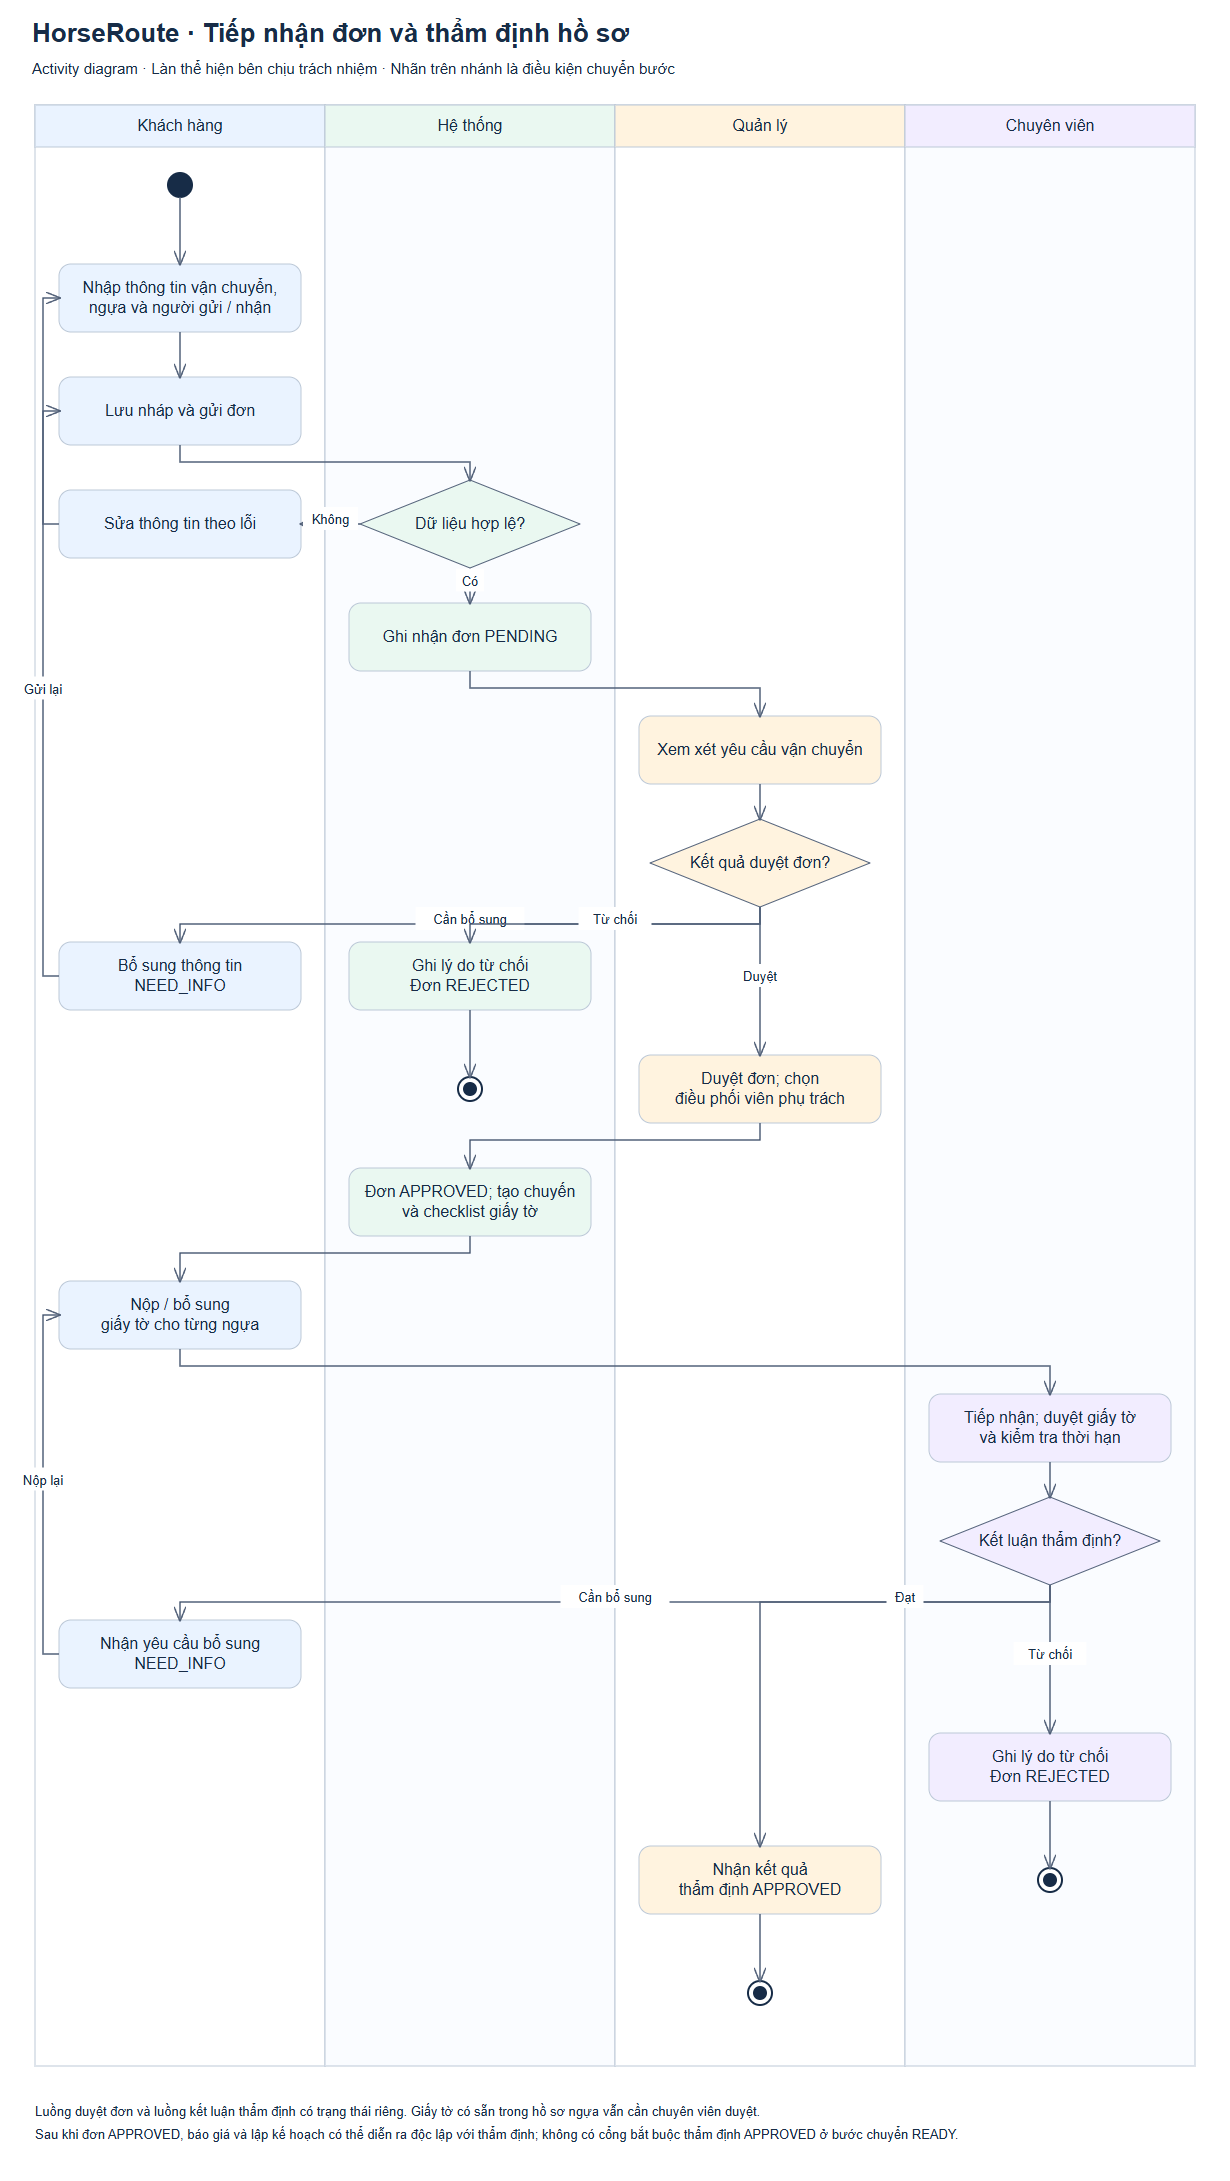 HorseRoute · Tiếp nhận đơn và thẩm định hồ sơ
Activity diagram · Làn thể hiện bên chịu trách nhiệm · Nhãn trên nhánh là điều kiện chuyển bước
Khách hàng
Hệ thống
Quản lý
Chuyên viên
Nhập thông tin vận chuyển,
ngựa và người gửi / nhận
Lưu nháp và gửi đơn
Sửa thông tin theo lỗi
Không
Dữ liệu hợp lệ?
Có
Ghi nhận đơn PENDING
Gửi lại
Xem xét yêu cầu vận chuyển
Kết quả duyệt đơn?
Cần bổ sung
Từ chối
Duyệt
Bổ sung thông tin
NEED_INFO
Ghi lý do từ chối
Đơn REJECTED
Duyệt đơn; chọn
điều phối viên phụ trách
Đơn APPROVED; tạo chuyến
và checklist giấy tờ
Nộp / bổ sung
giấy tờ cho từng ngựa
Tiếp nhận; duyệt giấy tờ
và kiểm tra thời hạn
Nộp lại
Kết luận thẩm định?
Cần bổ sung
Đạt
Từ chối
Nhận yêu cầu bổ sung
NEED_INFO
Ghi lý do từ chối
Đơn REJECTED
Nhận kết quả
thẩm định APPROVED
Luồng duyệt đơn và luồng kết luận thẩm định có trạng thái riêng. Giấy tờ có sẵn trong hồ sơ ngựa vẫn cần chuyên viên duyệt.
Sau khi đơn APPROVED, báo giá và lập kế hoạch có thể diễn ra độc lập với thẩm định; không có cổng bắt buộc thẩm định APPROVED ở bước chuyển READY.